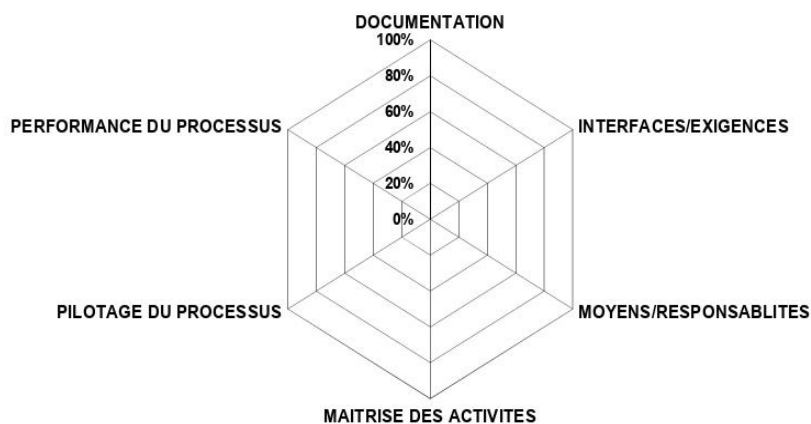 DOCUMENTATION
100%
80%
PERFORMANCE DU PROCESSUS
INTERFACES/EXIGENCES
60%
40%
20%
0%
PILOTAGE DU PROCESSUS
MOYENS/RESPONSABLITES
MAITRISE DES ACTIVITES